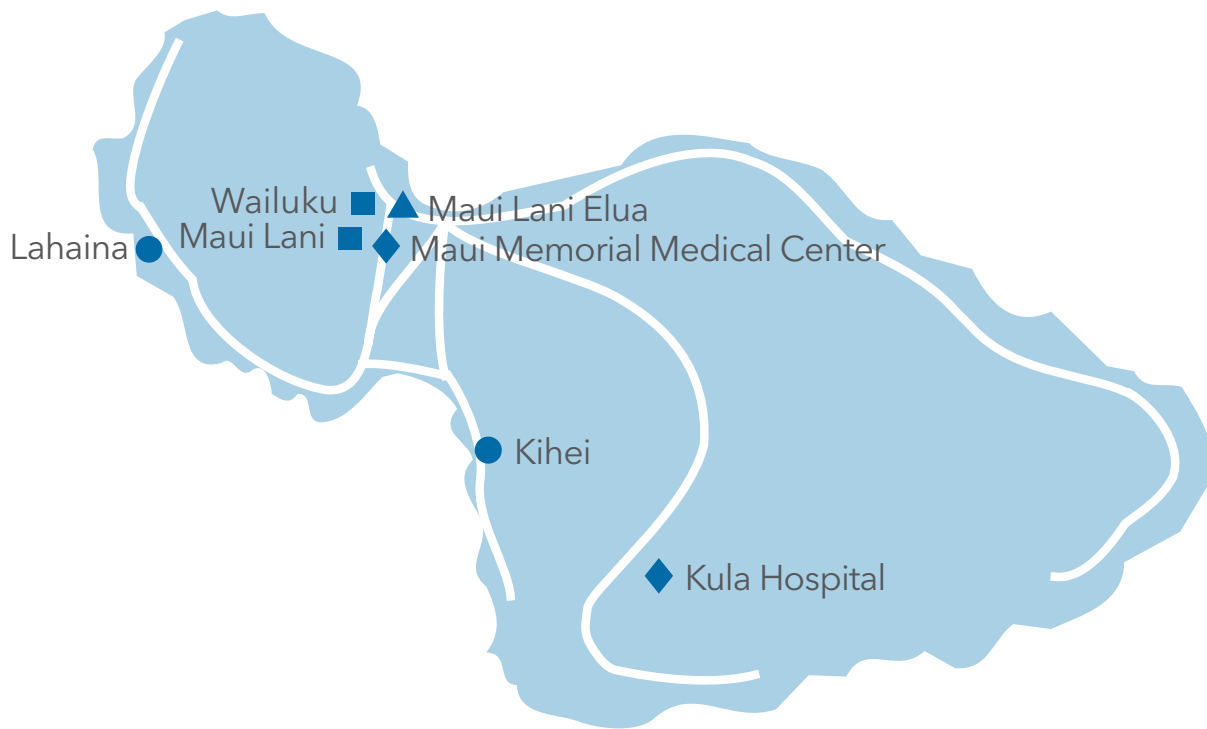 Wailuku
Maui Lani Elua
Maui Lani
Lahaina
Maui Memorial Medical Center
Kihei
Kula Hospital